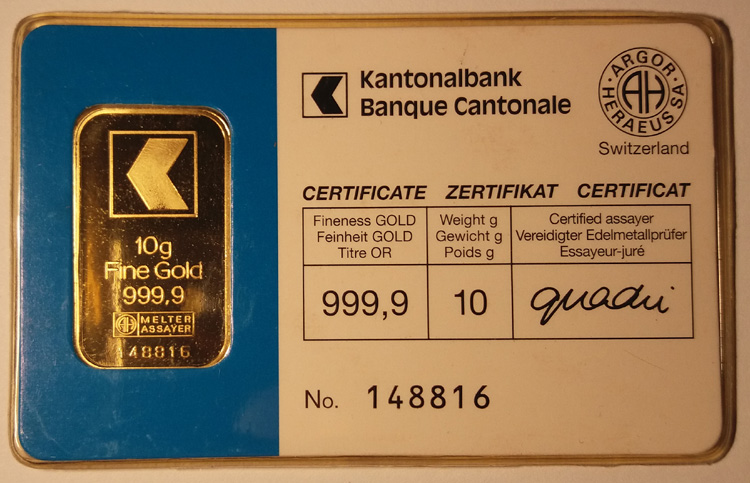 10g
Fine Gold
999,9
AH MELTER
ASSAYER
148816
Kantonalbank
Banque Cantonale
ARGOR
HERAEUS SA
AH
Switzerland
CERTIFICATE ZERTIFIKAT CERTIFICAT
Fineness GOLD
Feinheit GOLD
Titre OR
Weight g
Gewicht g
Poids g
Certified assayer
Vereidigter Edelmetallprüfer
Essayeur-juré
999,9
10
quadri
No. 148816